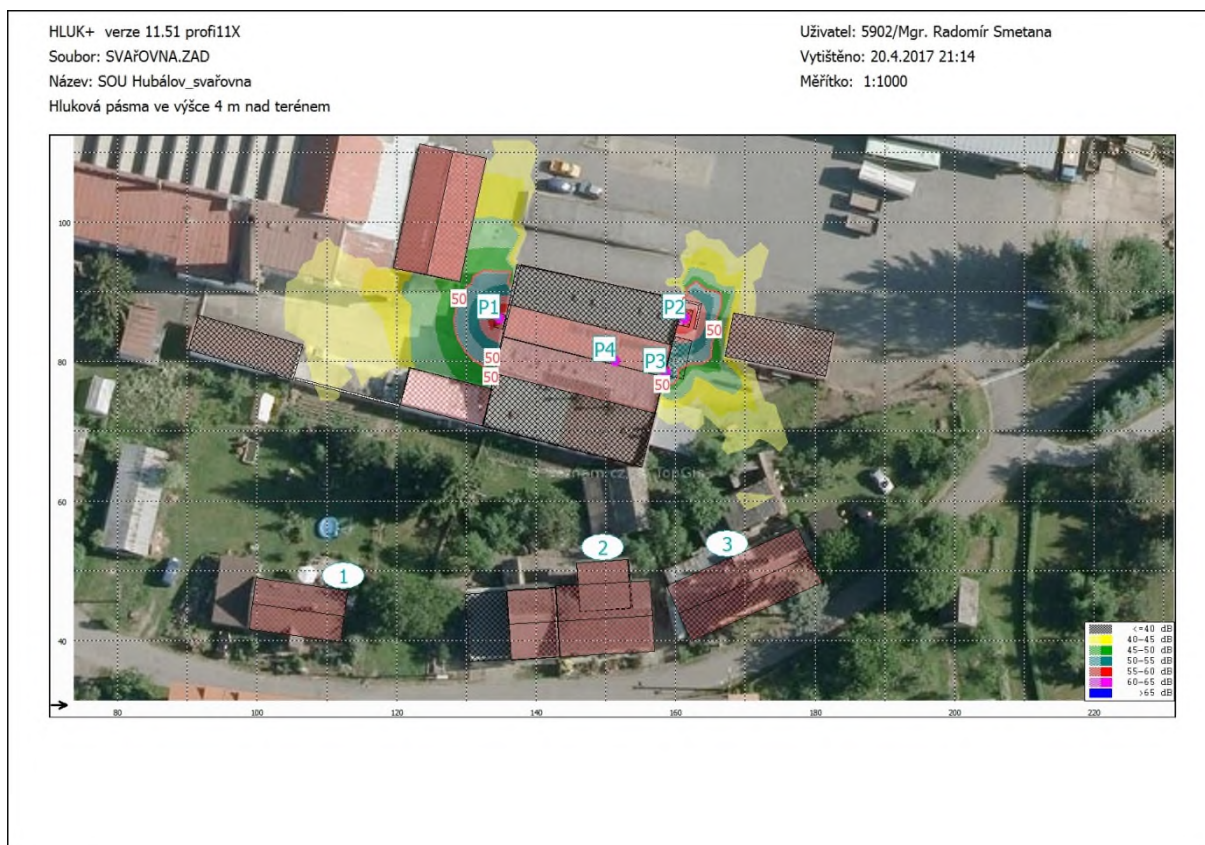 HLUK+ verze 11.51 profi11X
Uživatel: 5902/Mgr. Radomír Smetana
Soubor: SVAřOVNA.ZAD
Vytištěno: 20.4.2017 21:14
Název: SOU Hubálov_svařovna
Měřítko: 1:1000
Hluková pásma ve výšce 4 m nad terénem
100
80
60
40
50
P1
P2
50
50
P4
P3
50
50
50
1
2
3
<=40 dB
40-45 dB
45-50 dB
50-55 dB
55-60 dB
60-65 dB
>65 dB
80
100
120
140
160
180
200
220